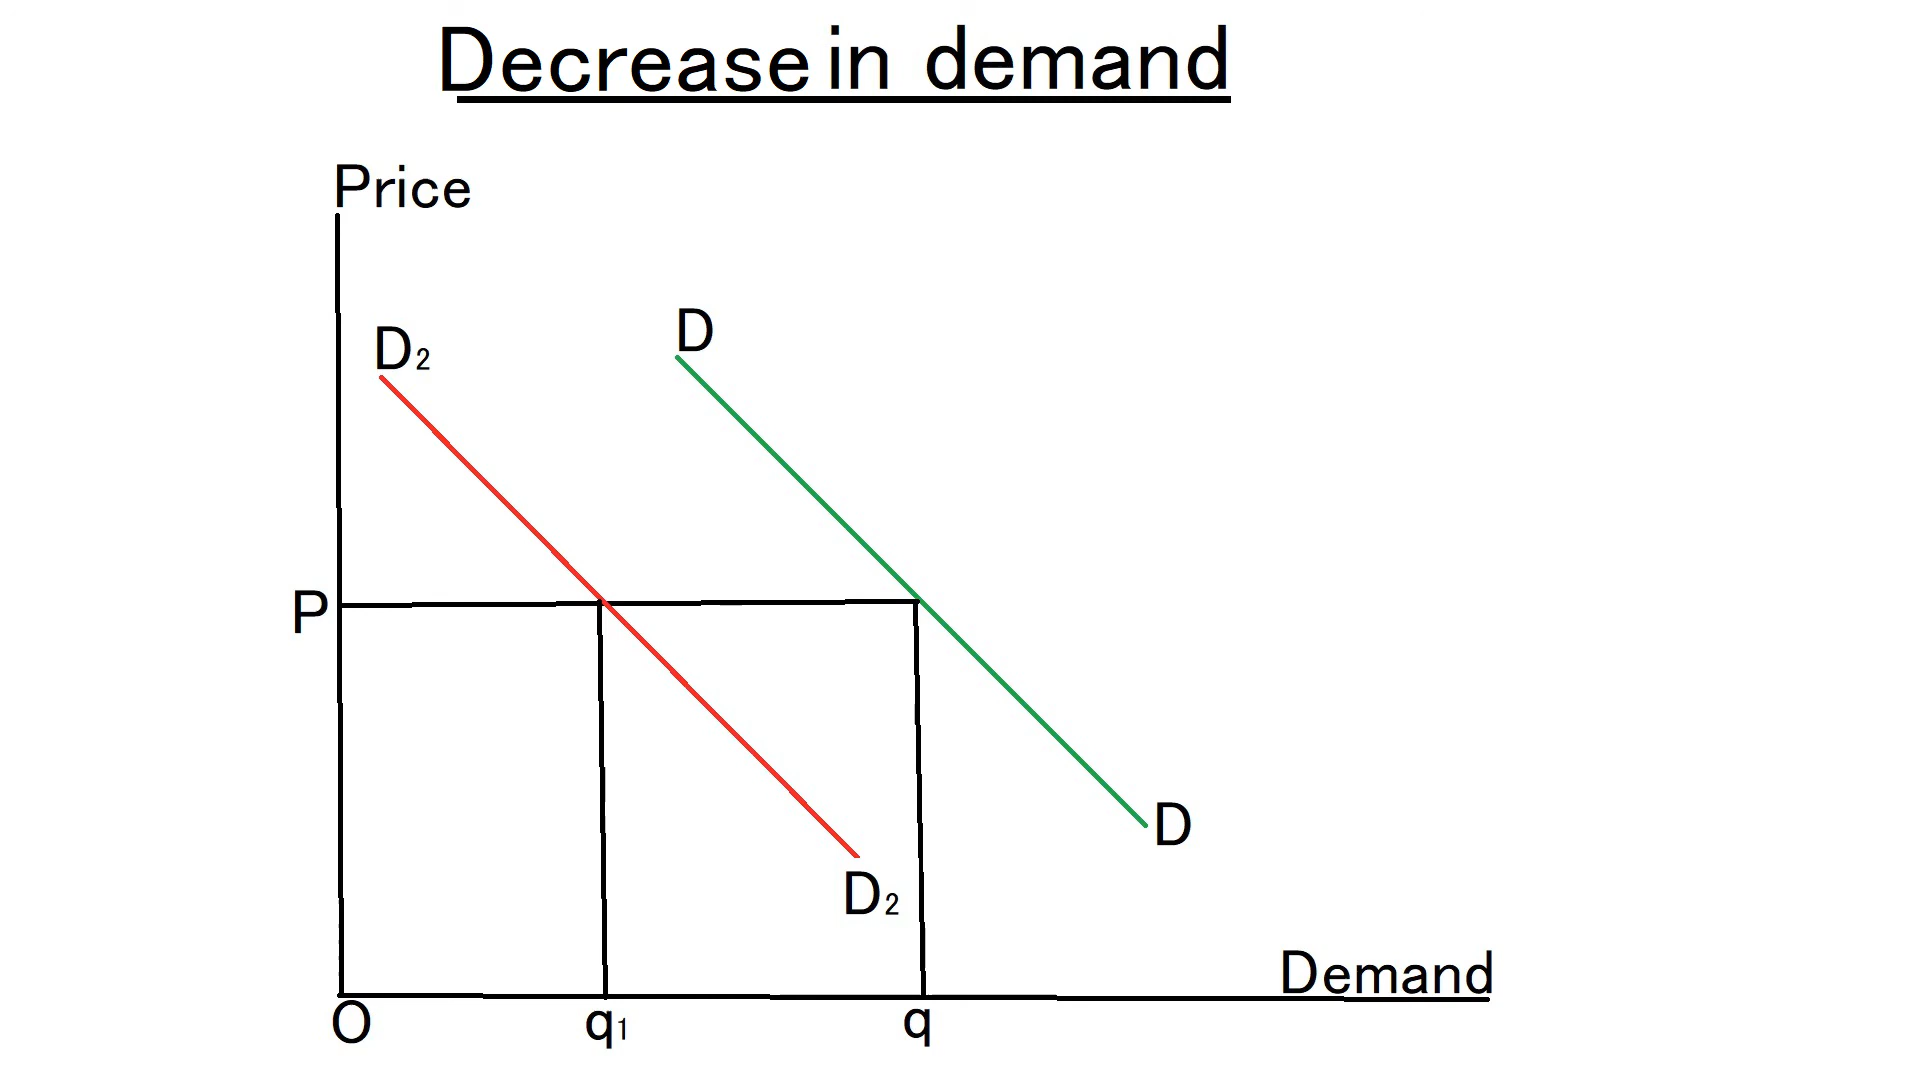 Decrease in demand
Price
D
D2
P
D
D2
Demand
O q1 q